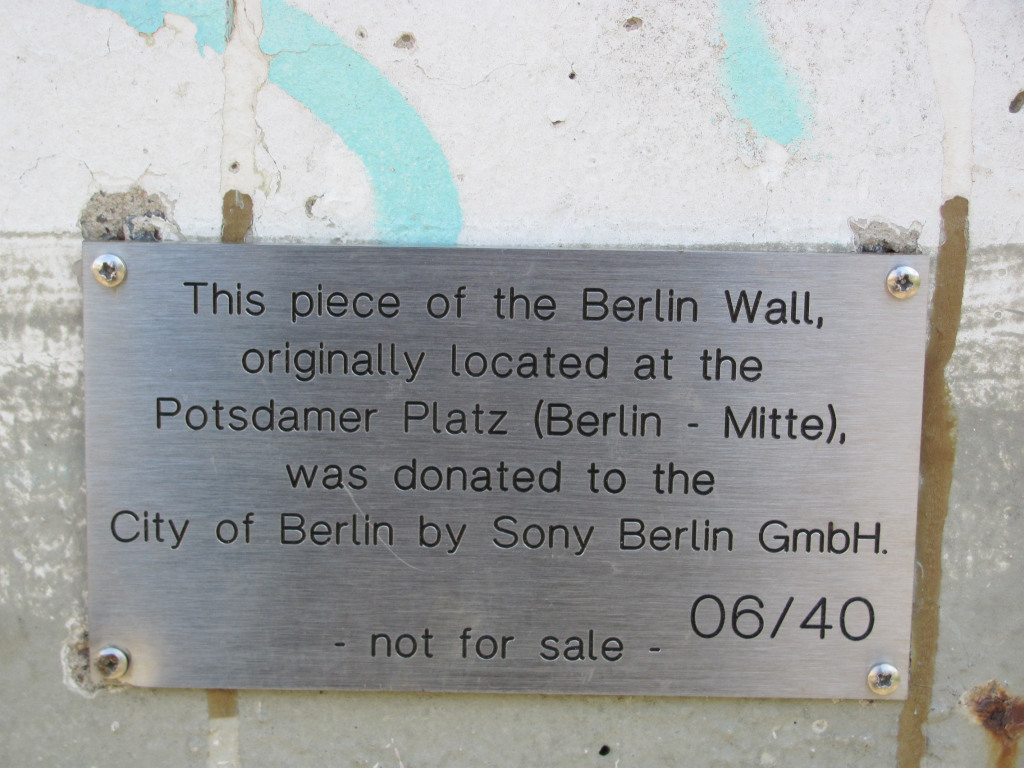 This piece of the Berlin Wall,
originally located at the
Potsdamer Platz (Berlin - Mitte),
was donated to the
City of Berlin by Sony Berlin GmbH.
06/40
- not for sale -